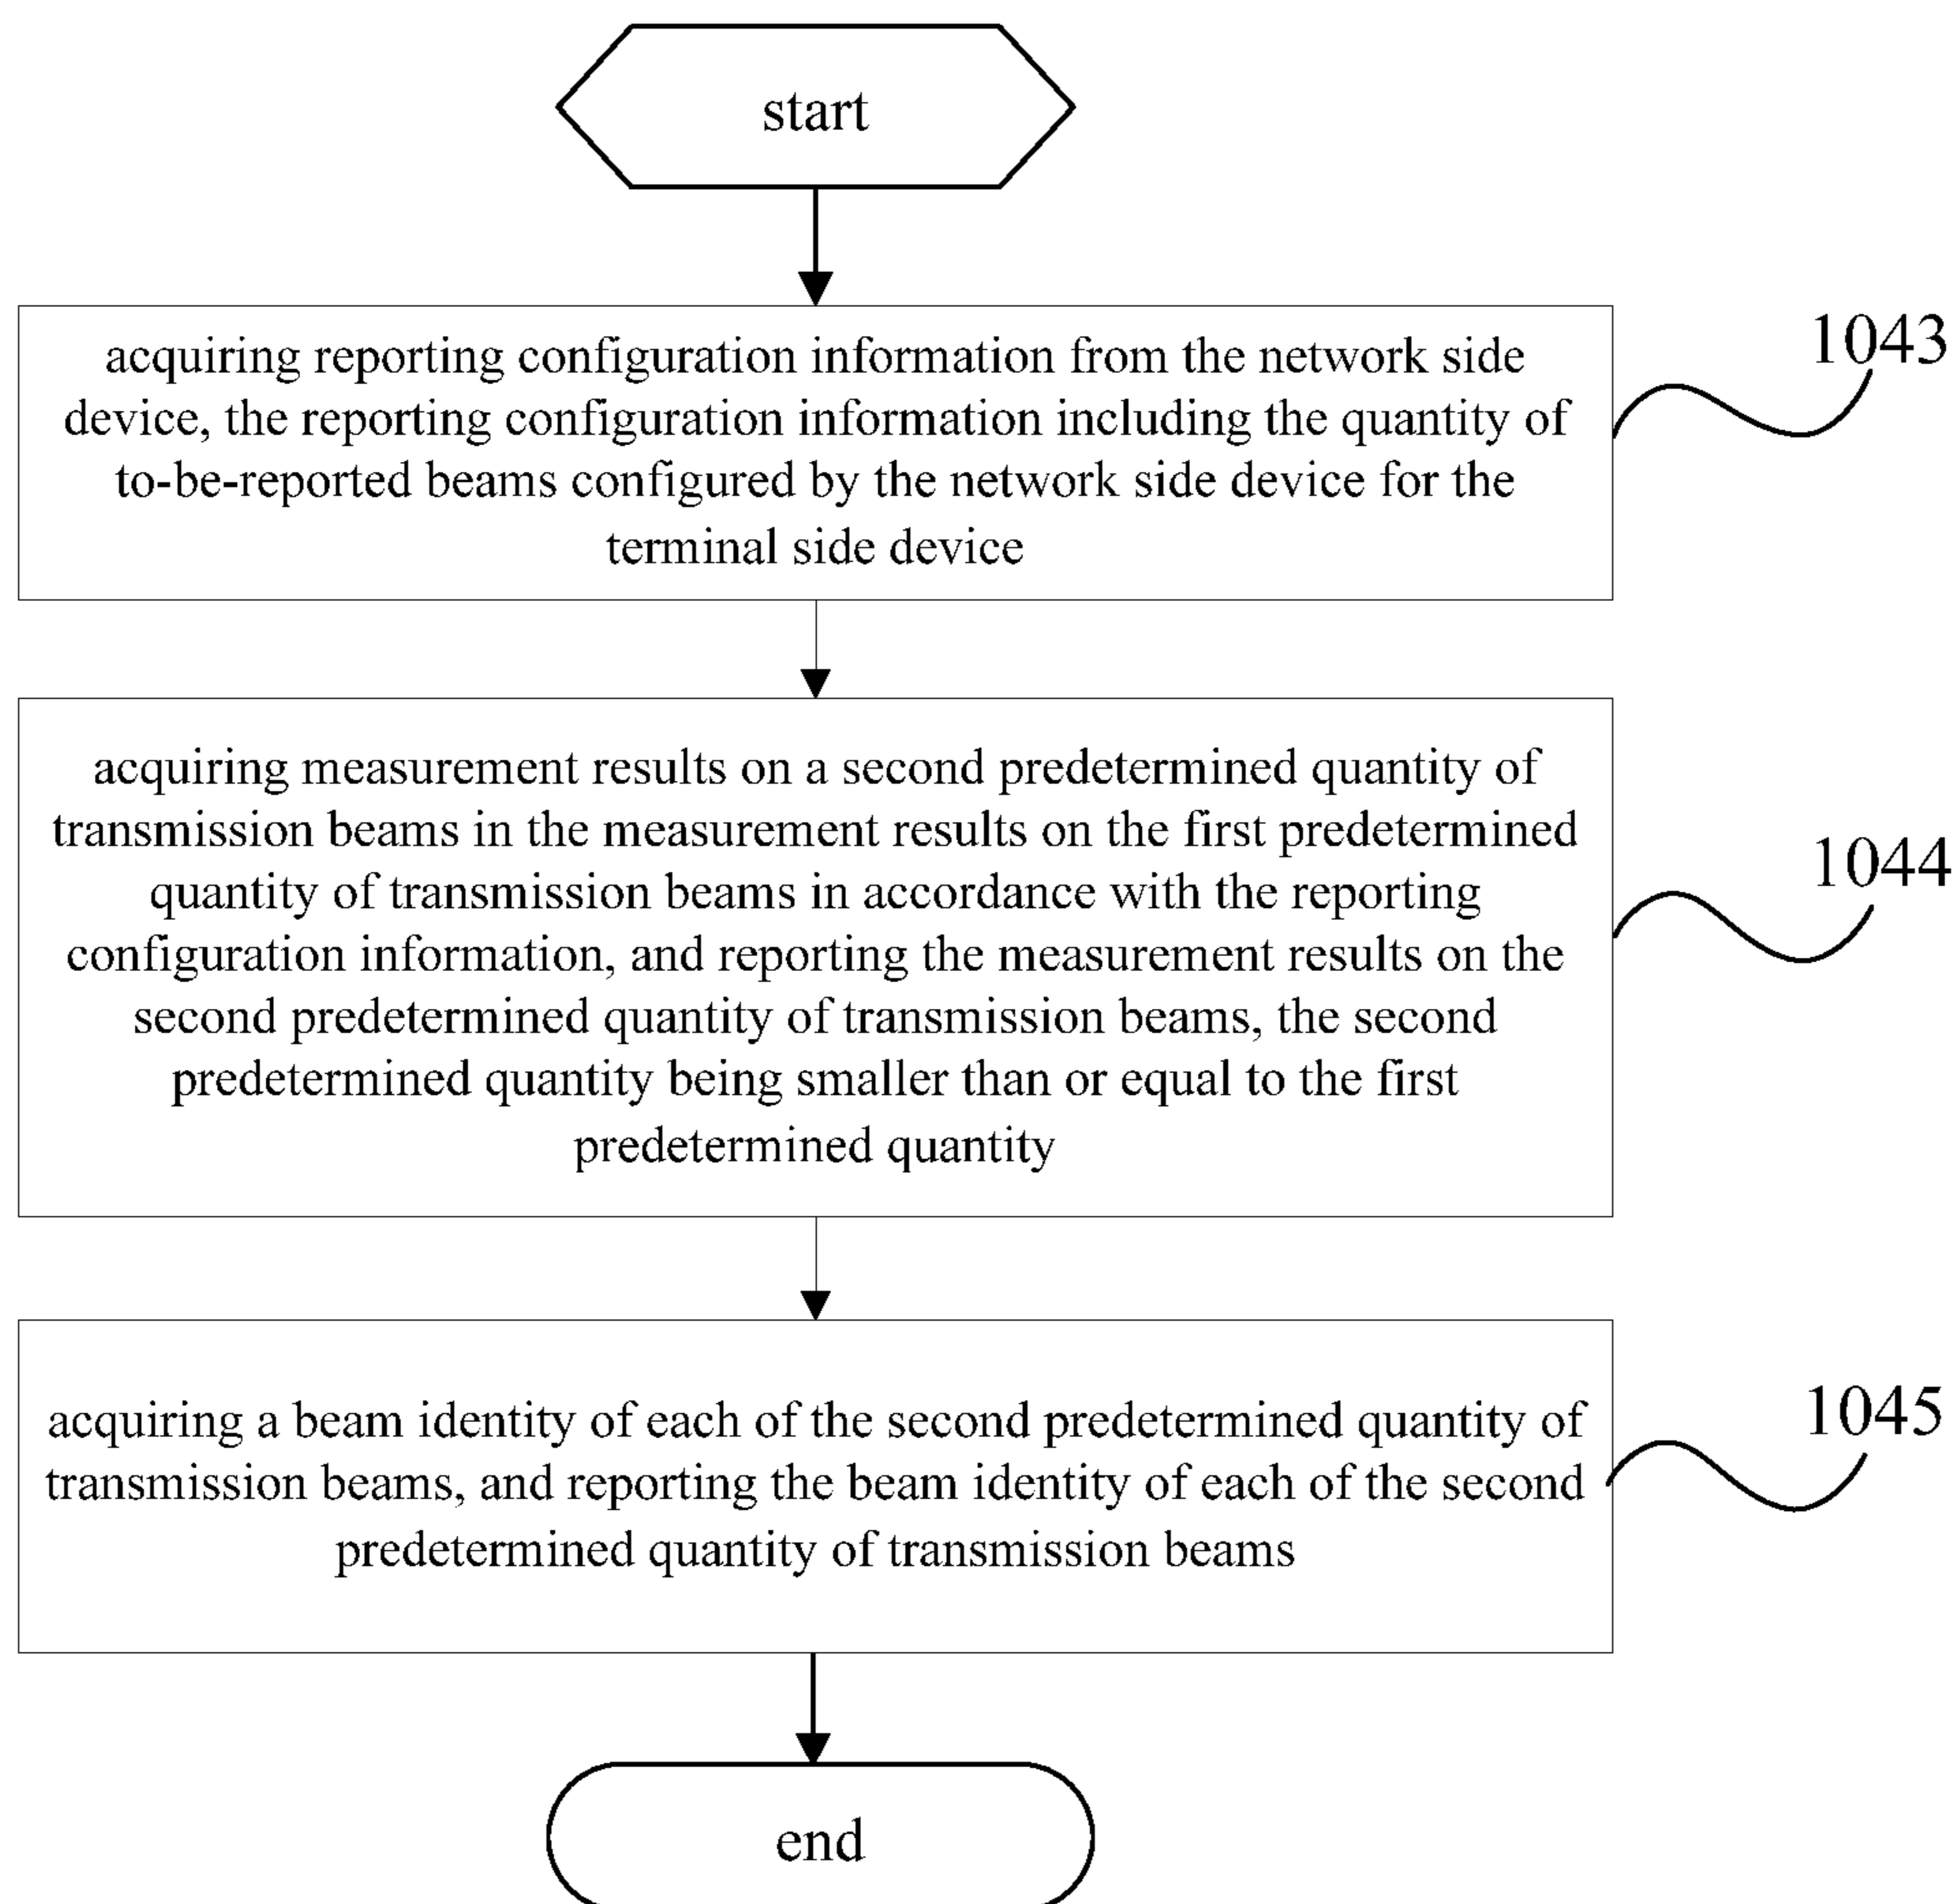 start
acquiring reporting configuration information from the network side
device, the reporting configuration information including the quantity of
to-be-reported beams configured by the network side device for the
terminal side device
1043
acquiring measurement results on a second predetermined quantity of
transmission beams in the measurement results on the first predetermined
quantity of transmission beams in accordance with the reporting
configuration information, and reporting the measurement results on the
second predetermined quantity of transmission beams, the second
predetermined quantity being smaller than or equal to the first
predetermined quantity
1044
acquiring a beam identity of each of the second predetermined quantity of
transmission beams, and reporting the beam identity of each of the second
predetermined quantity of transmission beams
1045
end